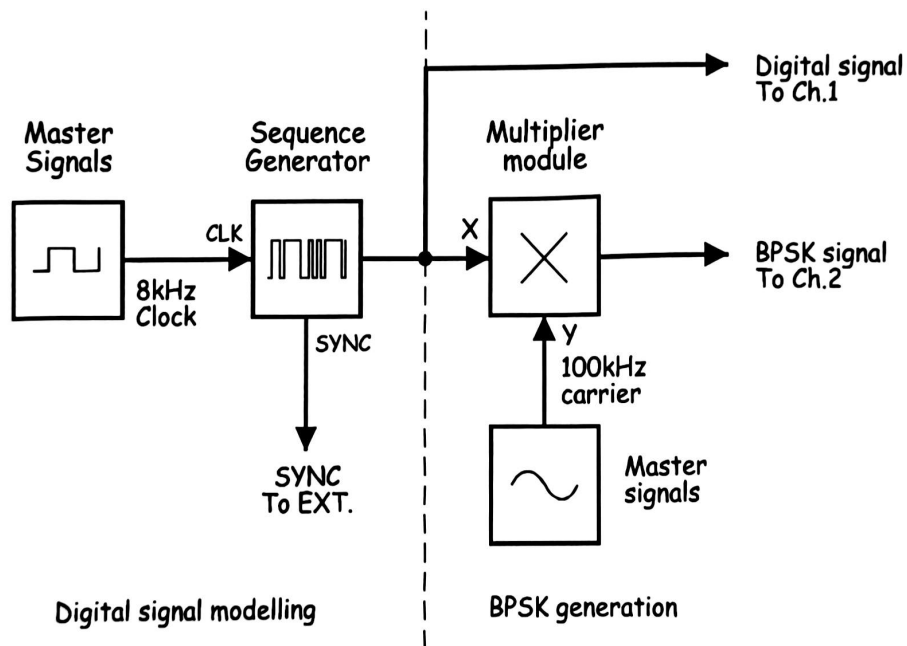 Digital signal
To Ch.1
Master
Signals
Sequence
Generator
Multiplier
module
CLK
X
8kHz
Clock
BPSK signal
To Ch.2
SYNC
Y
100kHz
carrier
SYNC
To EXT.
Master
signals
Digital signal modelling
BPSK generation